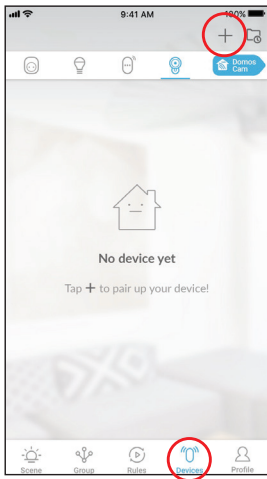 9:41 AM
100%
Domos
Cam
No device yet
Tap + to pair up your device!
Scene Group Rules Devices Profile